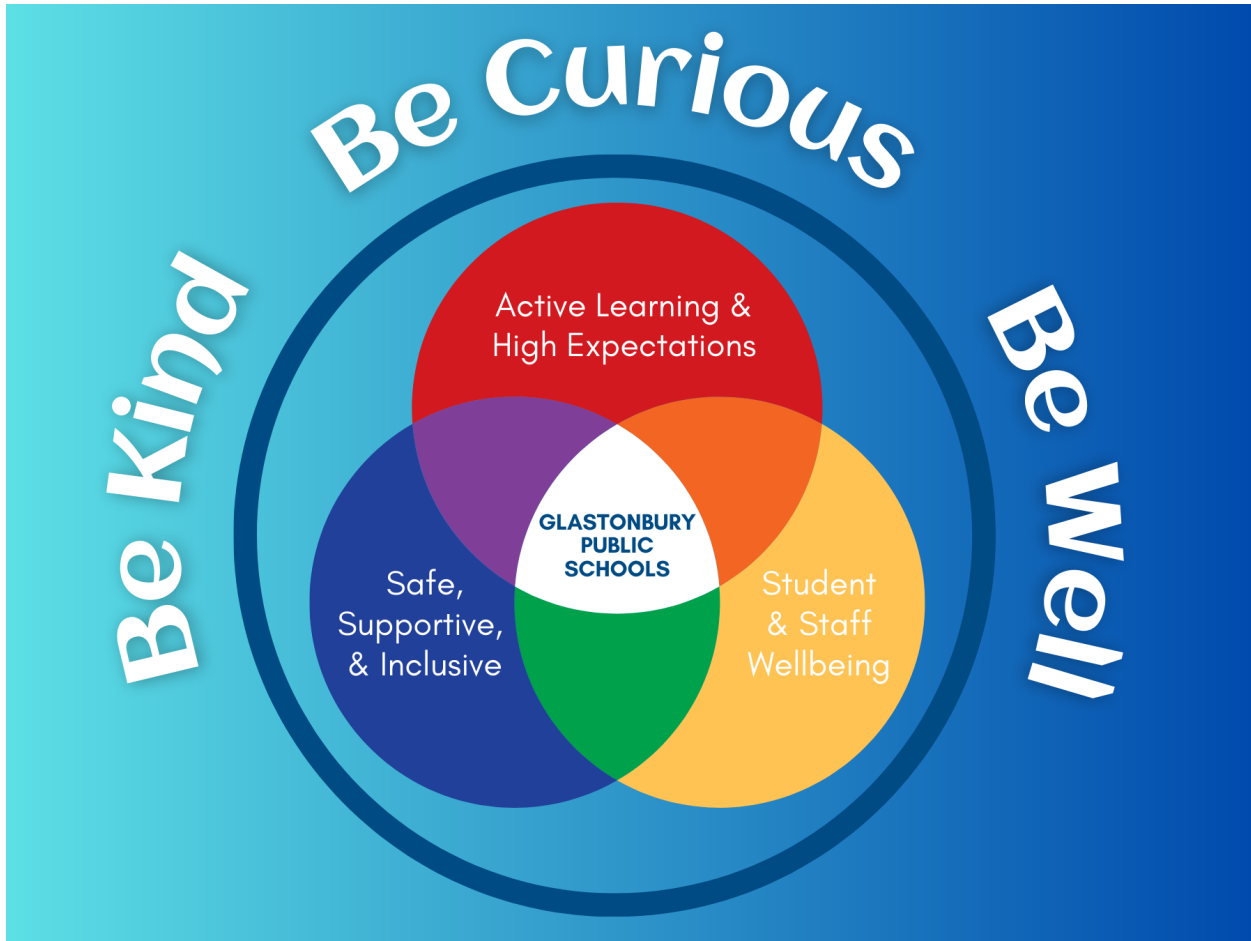 Be Curious
Be Kind
Be Well
Active Learning &
High Expectations
GLASTONBURY
PUBLIC
SCHOOLS
Safe,
Supportive,
& Inclusive
Student
& Staff
Wellbeing